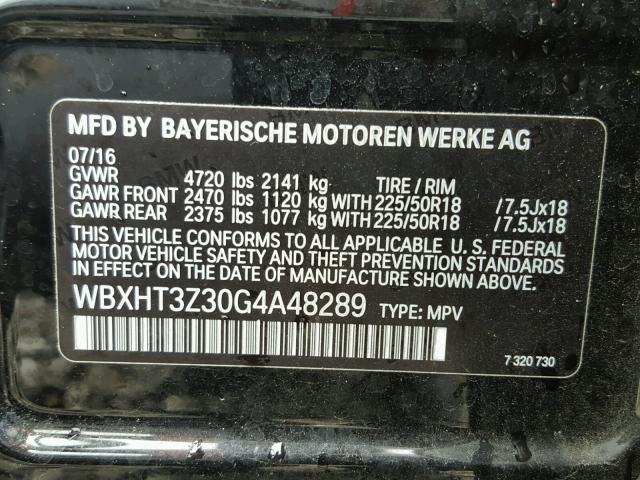 MFD BY BAYERISCHE MOTOREN WERKE AG
07/16
GVWR 4720 lbs 2141 kg TIRE / RIM
GAWR FRONT 2470 lbs 1120 kg WITH 225/50R18 /7.5Jx18
GAWR REAR 2375 lbs 1077 kg WITH 225/50R18 /7.5Jx18
THIS VEHICLE CONFORMS TO ALL APPLICABLE U. S. FEDERAL
MOTOR VEHICLE SAFETY, BUMPER, AND THEFT PREVENTION
STANDARDS IN EFFECT ON THE DATE OF MANUFACTURE SHOWN ABOVE.
WBXHT3Z30G4A48289 TYPE: MPV
7 320 730